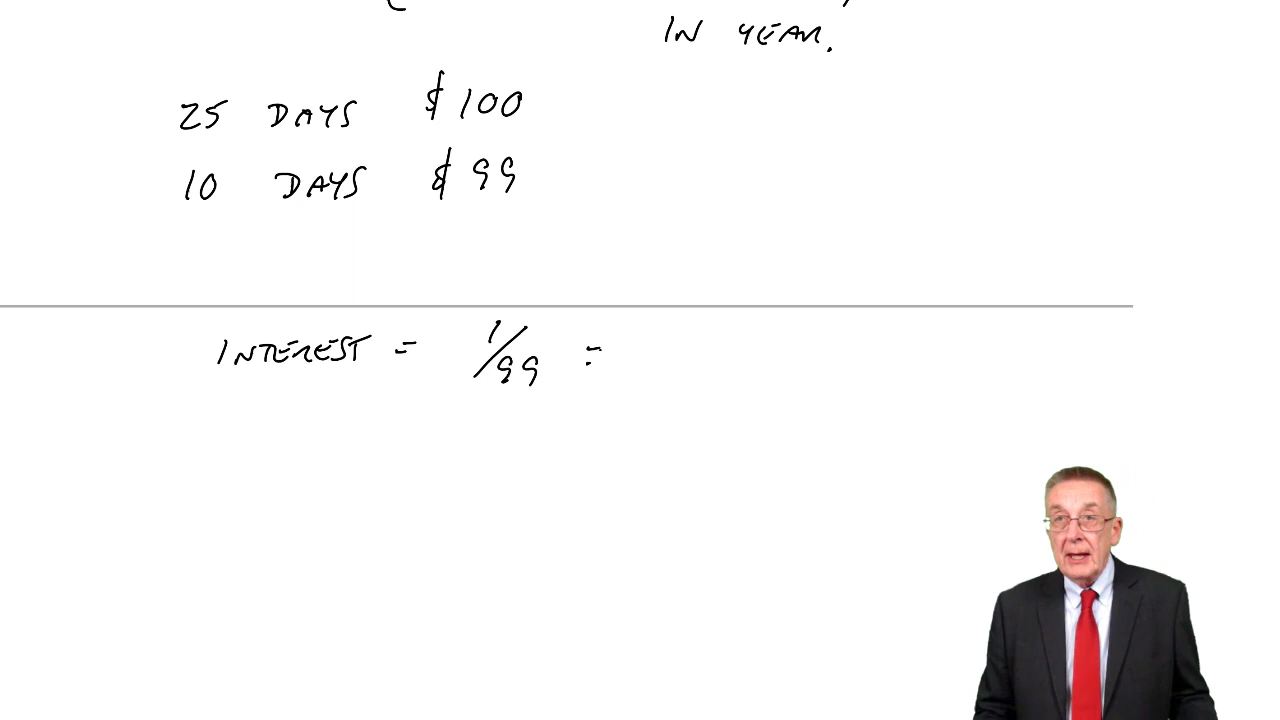 IN YEAR.
25 DAYS $100
10 DAYS $99
INTEREST = 1/99 =